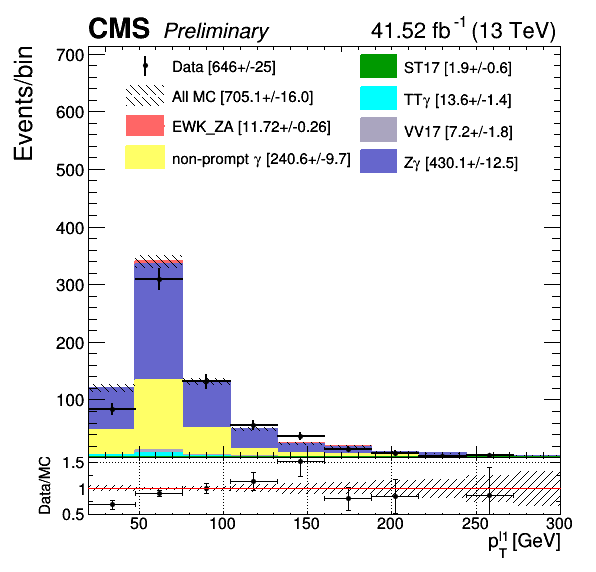 CMS Preliminary 41.52 fb⁻¹ (13 TeV)
Events/bin
700
600
500
400
300
200
100
Data [646+/-25]
All MC [705.1+/-16.0]
EWK_ZA [11.72+/-0.26]
non-prompt γ [240.6+/-9.7]
ST17 [1.9+/-0.6]
TTγ [13.6+/-1.4]
VV17 [7.2+/-1.8]
Zγ [430.1+/-12.5]
Data/MC
1.5
1
0.5
50 100 150 200 250 300
p_T^l1 [GeV]